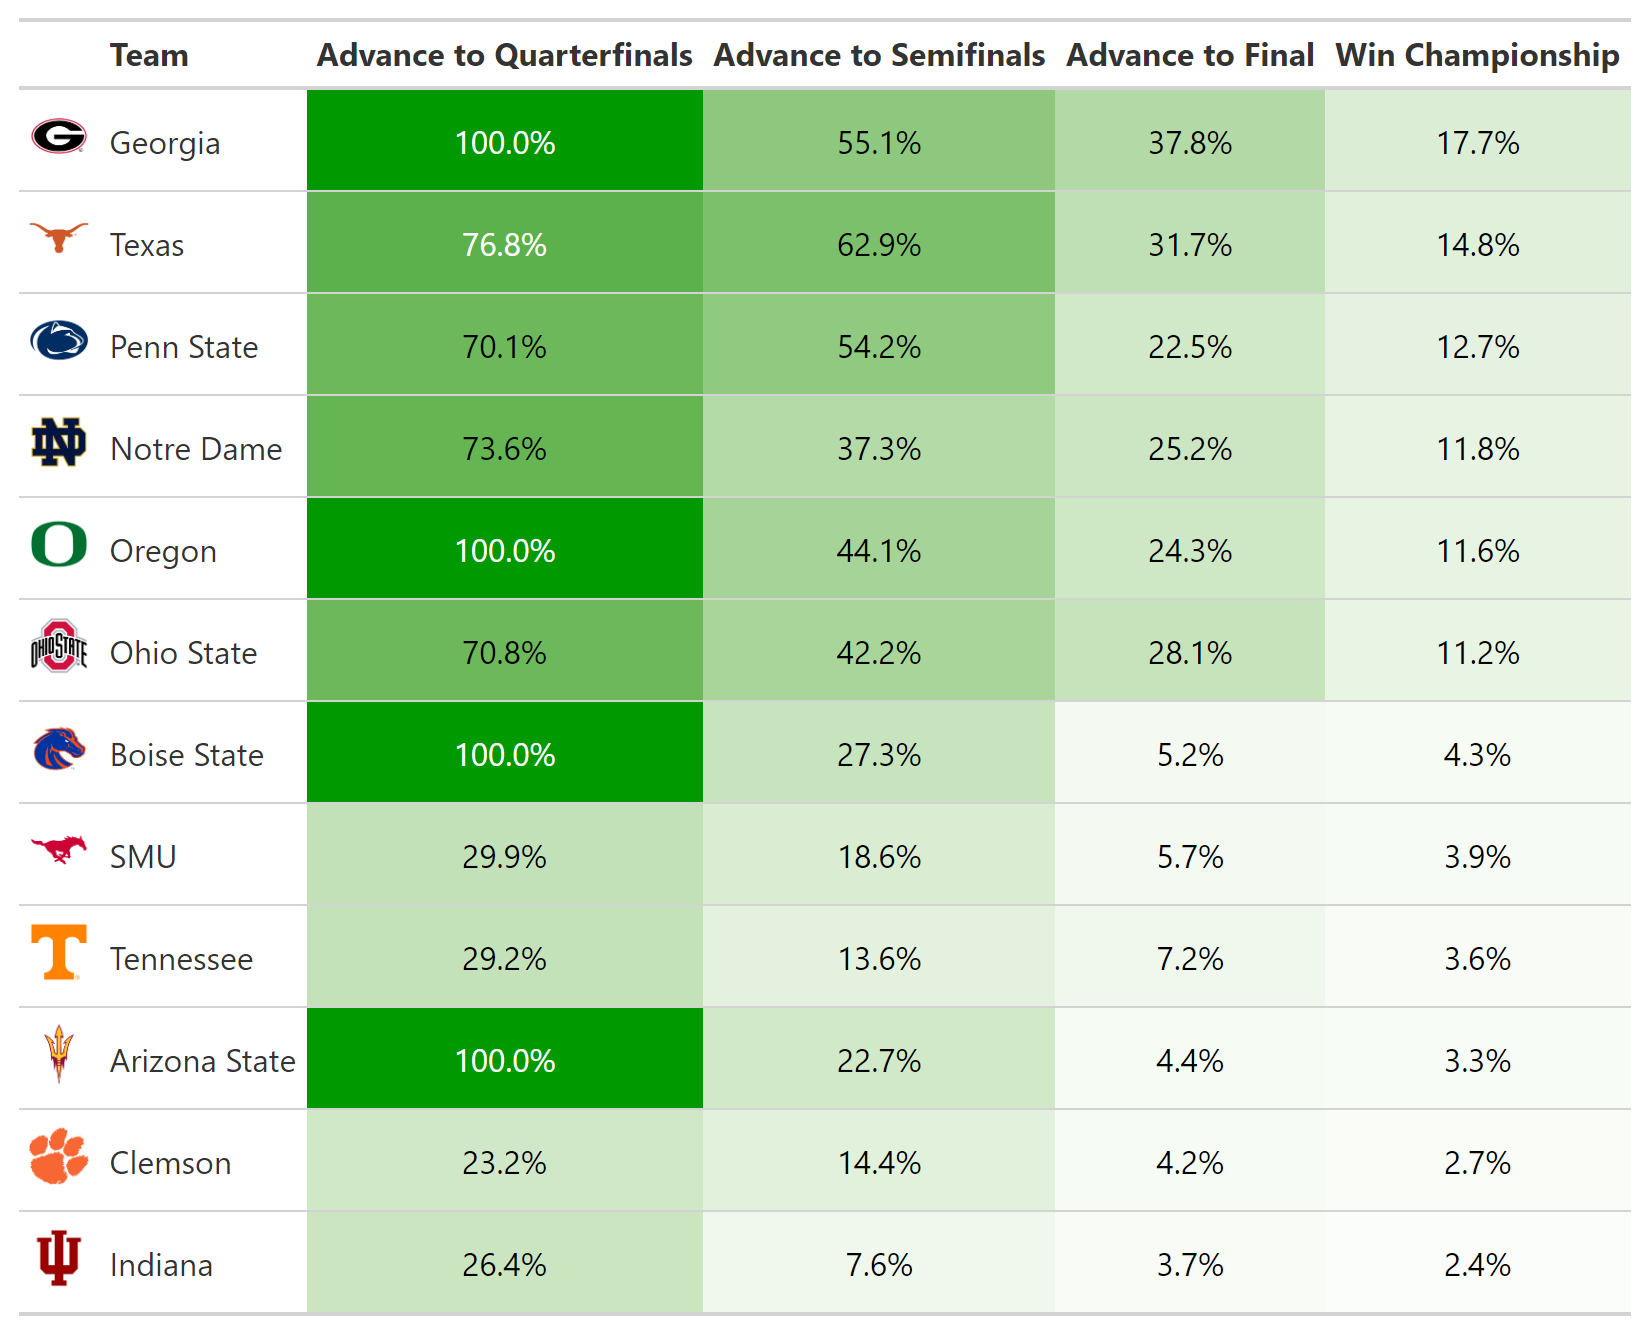 Team Advance to Quarterfinals Advance to Semifinals Advance to Final Win Championship
G Georgia 100.0% 55.1% 37.8% 17.7%
Texas 76.8% 62.9% 31.7% 14.8%
Penn State 70.1% 54.2% 22.5% 12.7%
ND Notre Dame 73.6% 37.3% 25.2% 11.8%
O Oregon 100.0% 44.1% 24.3% 11.6%
OHIO STATE Ohio State 70.8% 42.2% 28.1% 11.2%
Boise State 100.0% 27.3% 5.2% 4.3%
SMU 29.9% 18.6% 5.7% 3.9%
T Tennessee 29.2% 13.6% 7.2% 3.6%
Arizona State 100.0% 22.7% 4.4% 3.3%
Clemson 23.2% 14.4% 4.2% 2.7%
IU Indiana 26.4% 7.6% 3.7% 2.4%